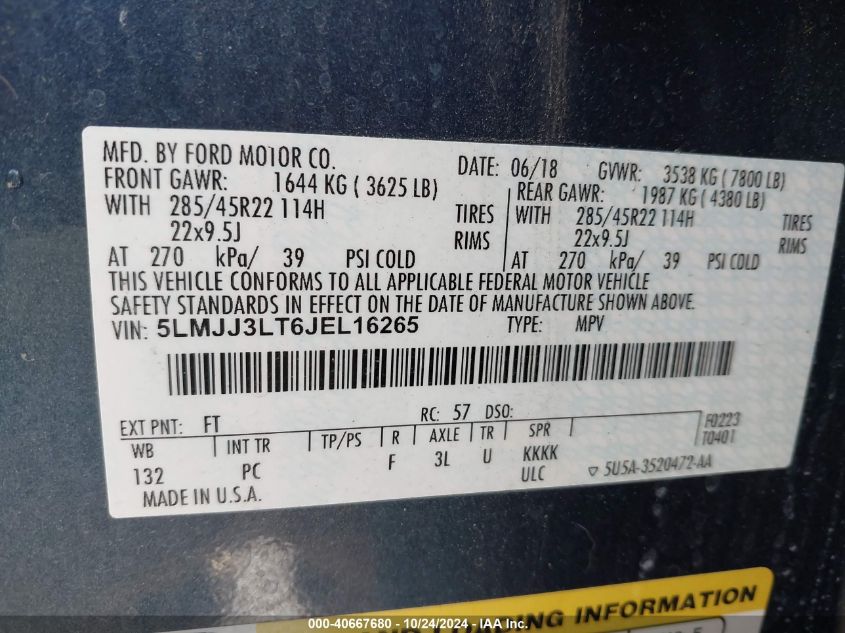 MFD. BY FORD MOTOR CO. DATE: 06/18 GVWR: 3538 KG ( 7800 LB)
FRONT GAWR: 1644 KG ( 3625 LB) REAR GAWR: 1987 KG ( 4380 LB)
WITH 285/45R22 114H TIRES WITH 285/45R22 114H TIRES
22x9.5J RIMS 22x9.5J RIMS
AT 270 kPa/ 39 PSI COLD AT 270 kPa/ 39 PSI COLD
THIS VEHICLE CONFORMS TO ALL APPLICABLE FEDERAL MOTOR VEHICLE
SAFETY STANDARDS IN EFFECT ON THE DATE OF MANUFACTURE SHOWN ABOVE.
VIN: 5LMJJ3LT6JEL16265 TYPE: MPV
EXT PNT: FT RC: 57 DSO: F0223
WB INT TR TP/PS R AXLE TR SPR T0401
132 PC F 3L U KKKK
ULC 5U5A-3520472-AA
MADE IN U.S.A.
LOADING INFORMATION
000-40667680 - 10/24/2024 - IAA Inc.